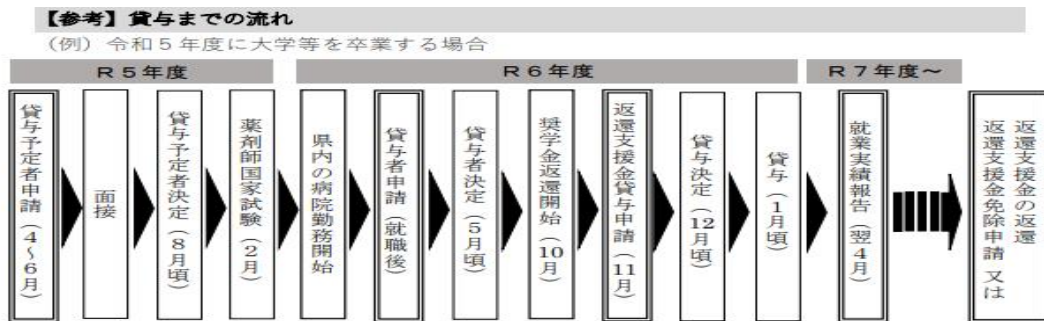 【参考】貸与までの流れ
（例）令和５年度に大学等を卒業する場合
Ｒ５年度
Ｒ６年度
Ｒ７年度～
貸与予定者申請（4～6月）
面接
貸与予定者決定（8月頃）
薬剤師国家試験（2月）
県内の病院勤務開始
貸与者申請（就職後）
貸与者決定（5月頃）
奨学金返還開始（10月）
返還支援金貸与申請（11月）
貸与決定（12月頃）
貸与（1月頃）
就業実績報告（翌4月）
返還支援金の返還
返還支援金免除申請 又は